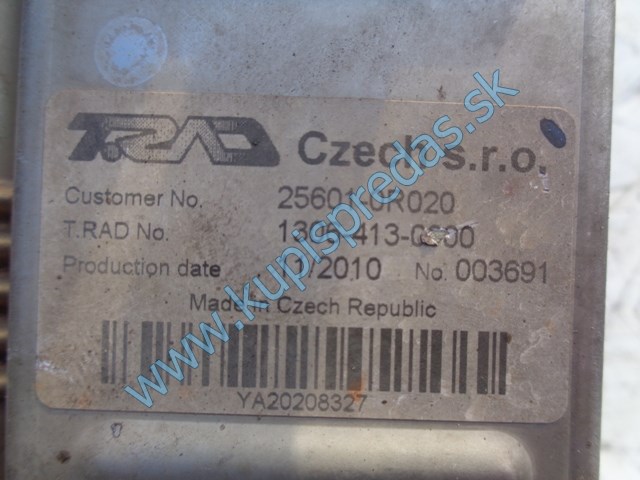 T.RAD Czech s.r.o.
Customer No. 25601-0R020
T.RAD No.
Production date /2010 No. 003691
Made in Czech Republic
YA20208327
www.kupispredas.sk